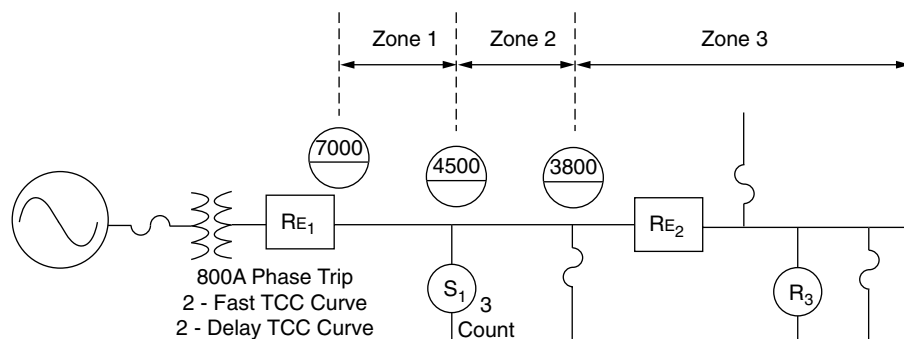 Zone 1
Zone 2
Zone 3
7000
4500
3800
RE1
RE2
800A Phase Trip
2 - Fast TCC Curve
2 - Delay TCC Curve
S1
3
Count
R3